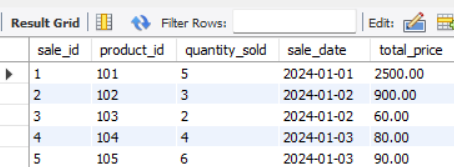 Result Grid Filter Rows: Edit:
sale_id product_id quantity_sold sale_date total_price
1 101 5 2024-01-01 2500.00
2 102 3 2024-01-02 900.00
3 103 2 2024-01-02 60.00
4 104 4 2024-01-03 80.00
5 105 6 2024-01-03 90.00